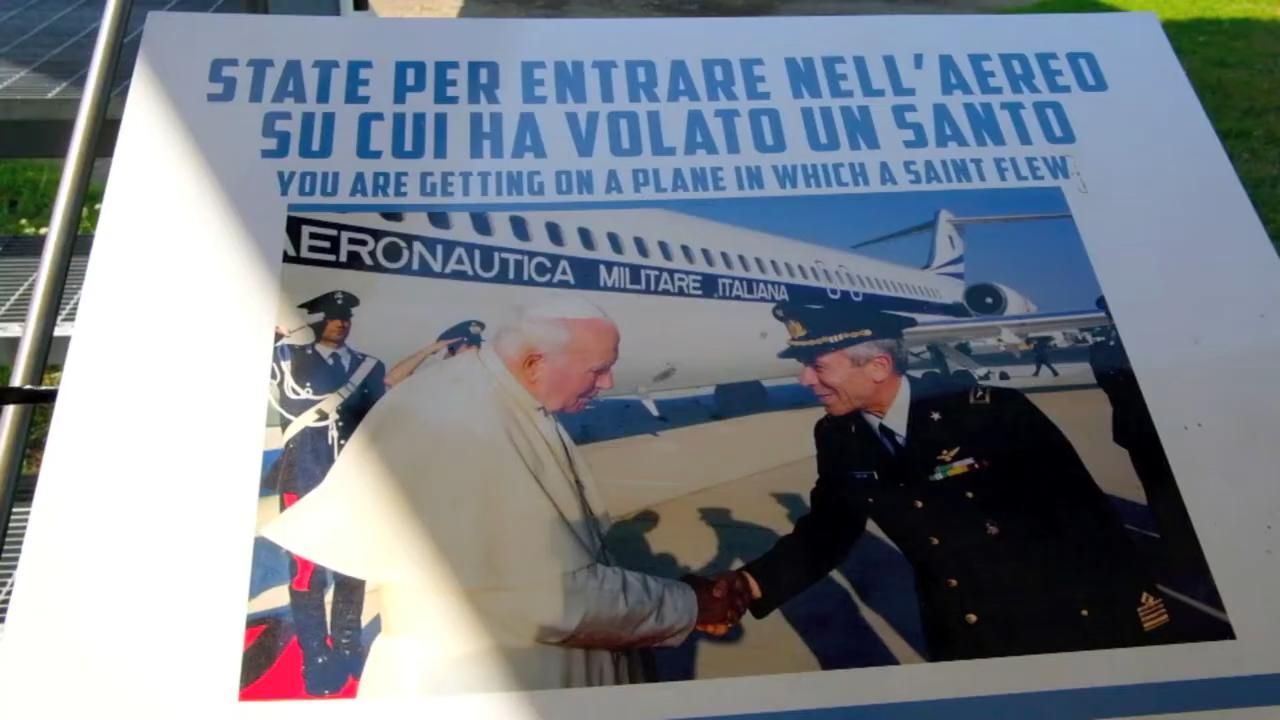 STATE PER ENTRARE NELL'AEREO
SU CUI HA VOLATO UN SANTO
YOU ARE GETTING ON A PLANE IN WHICH A SAINT FLEW
AERONAUTICA MILITARE ITALIANA